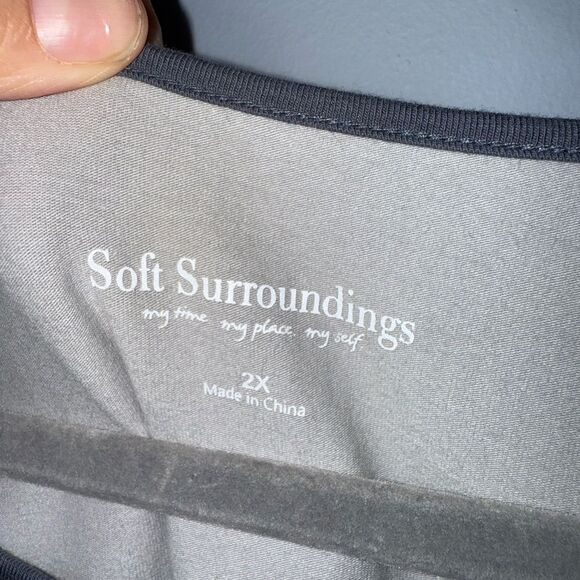 Soft Surroundings
my time. my place. my self.
2X
Made in China